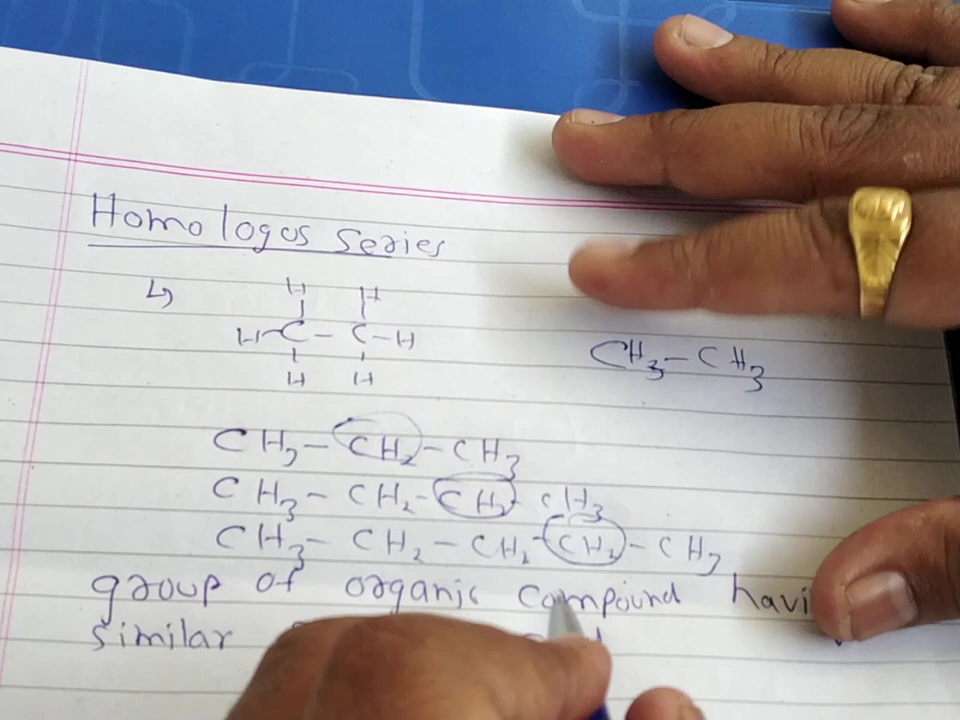 Homologus series
H H
H-C-C-H
H H
CH3-CH3
CH3-CH2-CH3
CH3-CH2-CH2-CH3
CH3-CH2-CH2-CH2-CH3
group of organic compound
similar